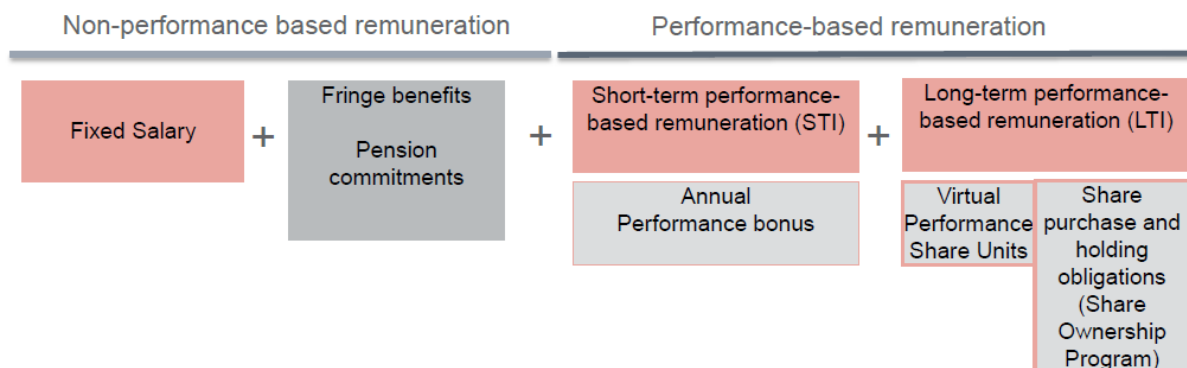 Non-performance based remuneration
Performance-based remuneration
Fixed Salary
+
Fringe benefits
Pension
commitments
+
Short-term performance-
based remuneration (STI)
+
Long-term performance-
based remuneration (LTI)
Annual
Performance bonus
Virtual
Performance
Share Units
Share
purchase and
holding
obligations
(Share
Ownership
Program)